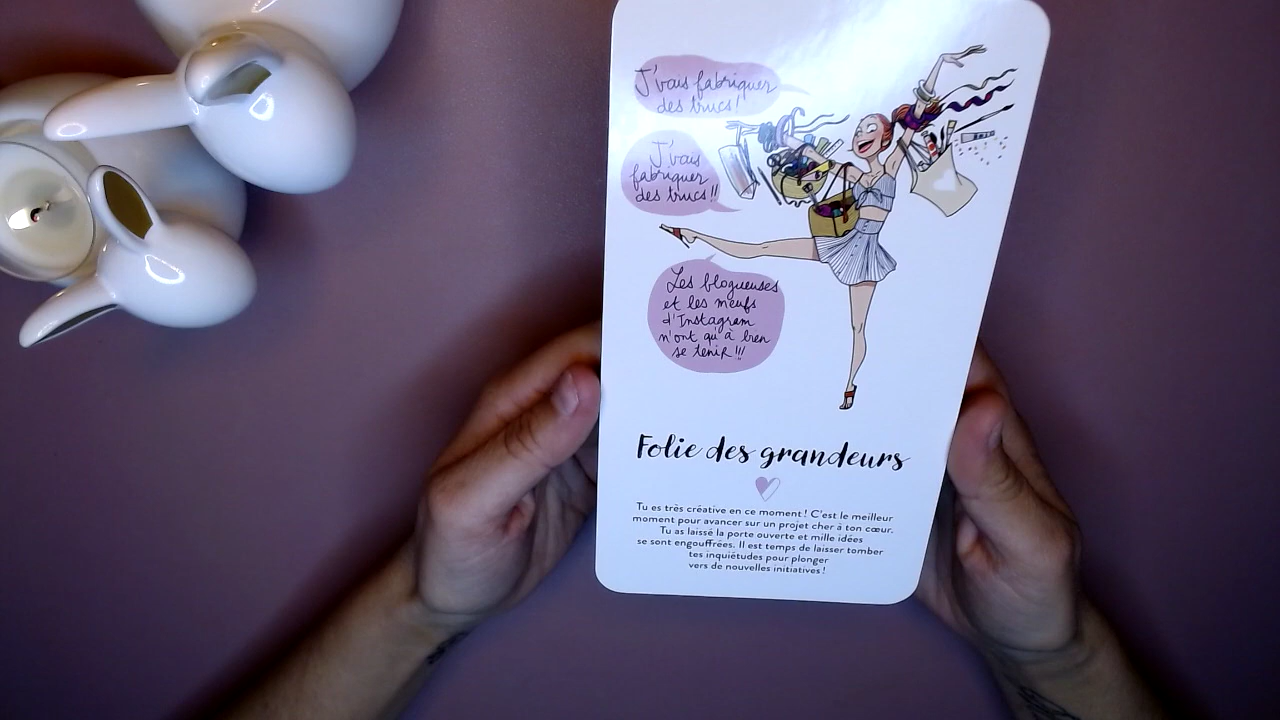 J'vais fabriquer
des trucs!
J'vais
fabriquer
des trucs!!
Les blogueuses
et les meufs
d'Instagram
n'ont qu'à bien
se tenir!!!
Folie des grandeurs
Tu es très créative en ce moment ! C'est le meilleur
moment pour avancer sur un projet cher à ton cœur.
Tu as laissé la porte ouverte et mille idées
se sont engouffrées. Il est temps de laisser tomber
tes inquiétudes pour plonger
vers de nouvelles initiatives !